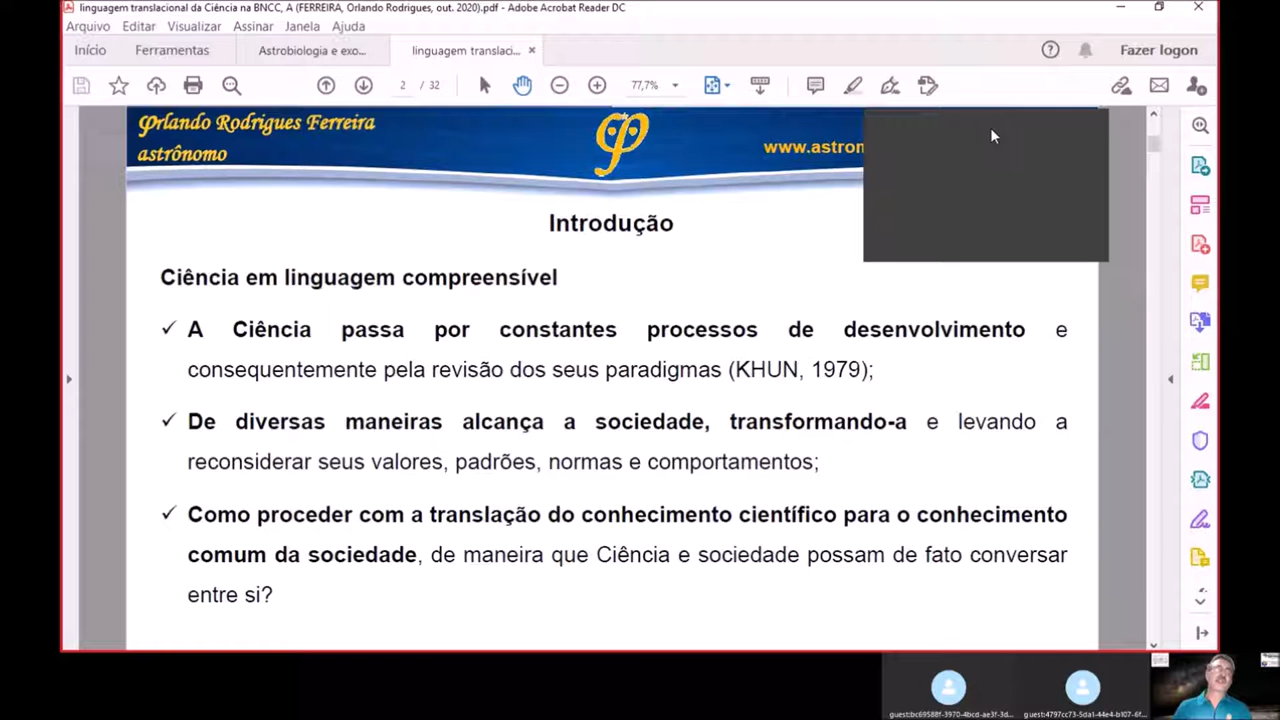 linguagem translacional da Ciência na BNCC, A (FERREIRA, Orlando Rodrigues, out. 2020).pdf - Adobe Acrobat Reader DC
Arquivo Editar Visualizar Assinar Janela Ajuda
Início Ferramentas Astrobiologia e exo... linguagem translaci...
Fazer logon
2 / 32
77,7%
Orlando Rodrigues Ferreira
astrônomo
www.astron
Introdução
Ciência em linguagem compreensível
A Ciência passa por constantes processos de desenvolvimento e
consequentemente pela revisão dos seus paradigmas (KHUN, 1979);
De diversas maneiras alcança a sociedade, transformando-a e levando a
reconsiderar seus valores, padrões, normas e comportamentos;
Como proceder com a translação do conhecimento científico para o conhecimento
comum da sociedade, de maneira que Ciência e sociedade possam de fato conversar
entre si?